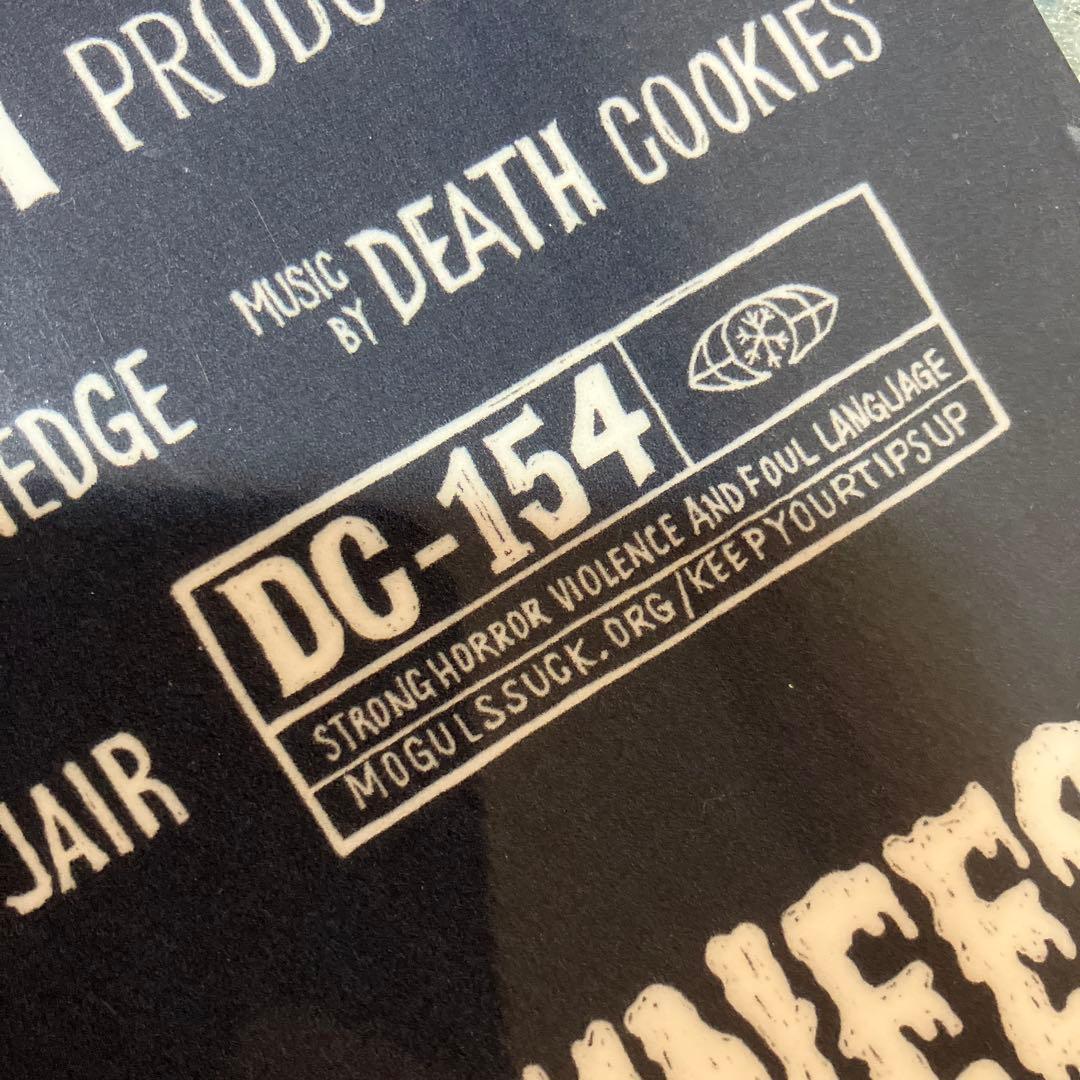 PRODU
MUSIC BY DEATH COOKIES
EDGE
DC-154
STRONG HORROR VIOLENCE AND FOUL LANGUAGE
MOGULSSUCK.ORG/KEEPYOURTIPSUP
JAIR